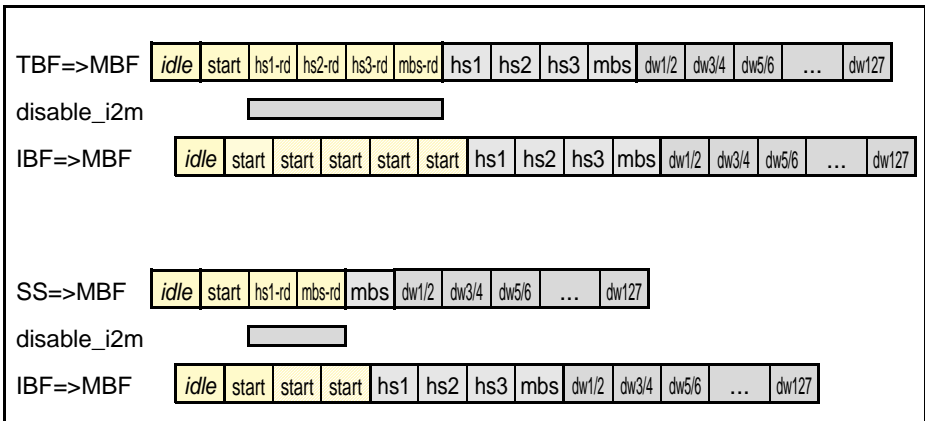 TBF=>MBF idle start hs1-rd hs2-rd hs3-rd mbs-rd hs1 hs2 hs3 mbs dw1/2 dw3/4 dw5/6 ... dw127
disable_i2m
IBF=>MBF idle start start start start start hs1 hs2 hs3 mbs dw1/2 dw3/4 dw5/6 ... dw127
SS=>MBF idle start hs1-rd mbs-rd mbs dw1/2 dw3/4 dw5/6 ... dw127
disable_i2m
IBF=>MBF idle start start start hs1 hs2 hs3 mbs dw1/2 dw3/4 dw5/6 ... dw127